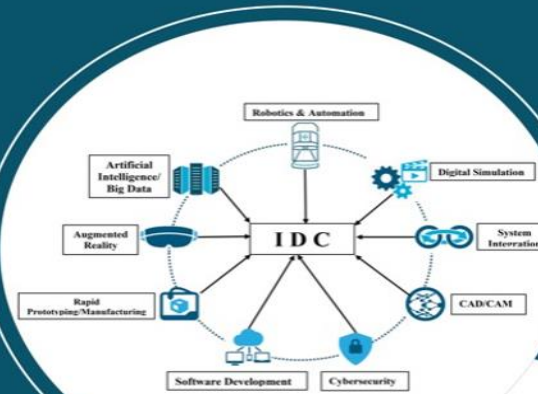 Robotics & Automation
Artificial
Intelligence/
Big Data
Digital Simulation
Augmented
Reality
I D C
System
Integration
Rapid
Prototyping/Manufacturing
CAD/CAM
Software Development
Cybersecurity